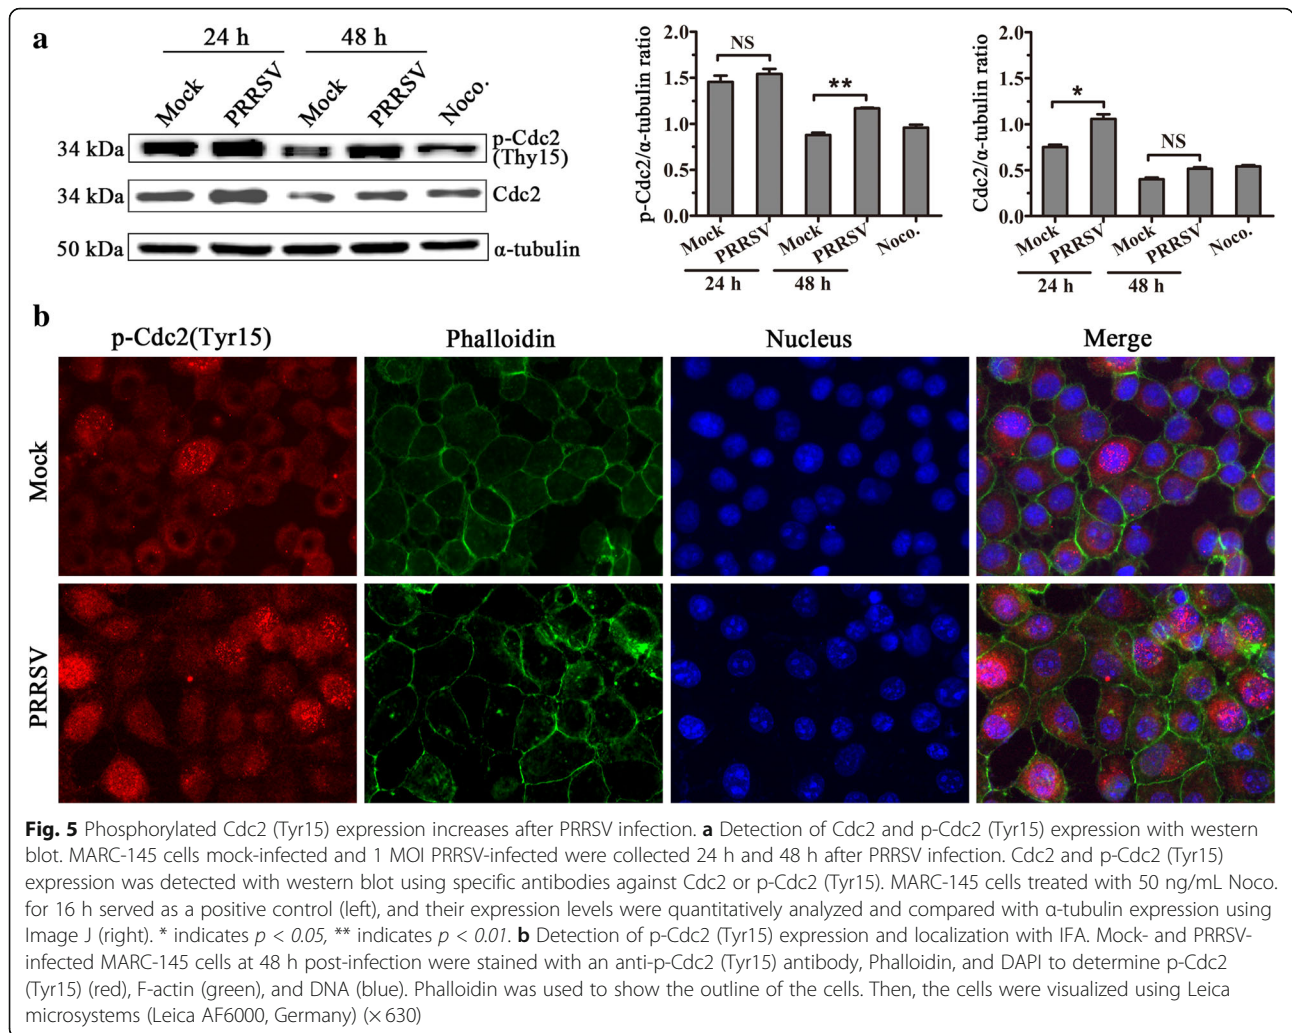 a
24 h 48 h
Mock PRRSV Mock PRRSV Noco.
34 kDa p-Cdc2
(Thy15)
34 kDa Cdc2
50 kDa α-tubulin
p-Cdc2/α-tubulin ratio
2.0
1.5
1.0
0.5
0.0
NS
**
Mock PRRSV Mock PRRSV Noco.
24 h 48 h
Cdc2/α-tubulin ratio
2.0
1.5
1.0
0.5
0.0
*
NS
Mock PRRSV Mock PRRSV Noco.
24 h 48 h
b
p-Cdc2(Tyr15) Phalloidin Nucleus Merge
Mock
PRRSV
Fig. 5 Phosphorylated Cdc2 (Tyr15) expression increases after PRRSV infection. a Detection of Cdc2 and p-Cdc2 (Tyr15) expression with western
blot. MARC-145 cells mock-infected and 1 MOI PRRSV-infected were collected 24 h and 48 h after PRRSV infection. Cdc2 and p-Cdc2 (Tyr15)
expression was detected with western blot using specific antibodies against Cdc2 or p-Cdc2 (Tyr15). MARC-145 cells treated with 50 ng/mL Noco.
for 16 h served as a positive control (left), and their expression levels were quantitatively analyzed and compared with α-tubulin expression using
Image J (right). * indicates p < 0.05, ** indicates p < 0.01. b Detection of p-Cdc2 (Tyr15) expression and localization with IFA. Mock- and PRRSV-
infected MARC-145 cells at 48 h post-infection were stained with an anti-p-Cdc2 (Tyr15) antibody, Phalloidin, and DAPI to determine p-Cdc2
(Tyr15) (red), F-actin (green), and DNA (blue). Phalloidin was used to show the outline of the cells. Then, the cells were visualized using Leica
microsystems (Leica AF6000, Germany) (× 630)